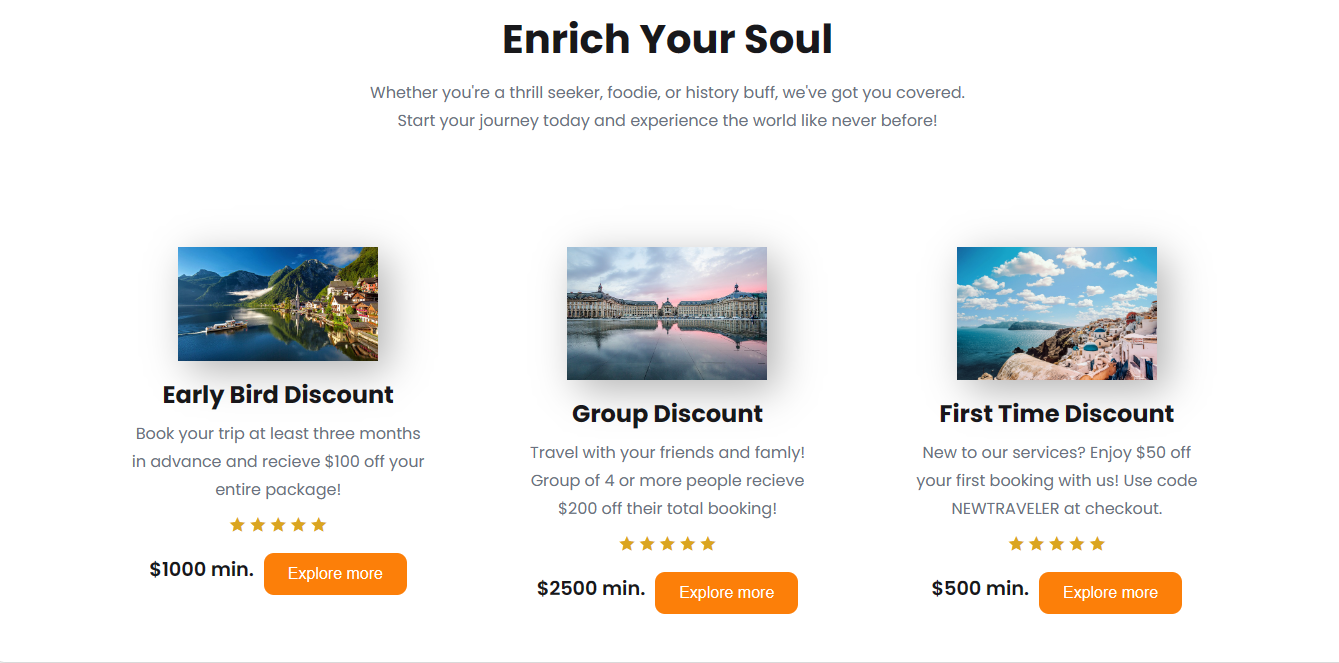 Enrich Your Soul
Whether you're a thrill seeker, foodie, or history buff, we've got you covered.
Start your journey today and experience the world like never before!
Early Bird Discount
Book your trip at least three months
in advance and recieve $100 off your
entire package!
$1000 min.
Explore more
Group Discount
Travel with your friends and famly!
Group of 4 or more people recieve
$200 off their total booking!
$2500 min.
Explore more
First Time Discount
New to our services? Enjoy $50 off
your first booking with us! Use code
NEWTRAVELER at checkout.
$500 min.
Explore more